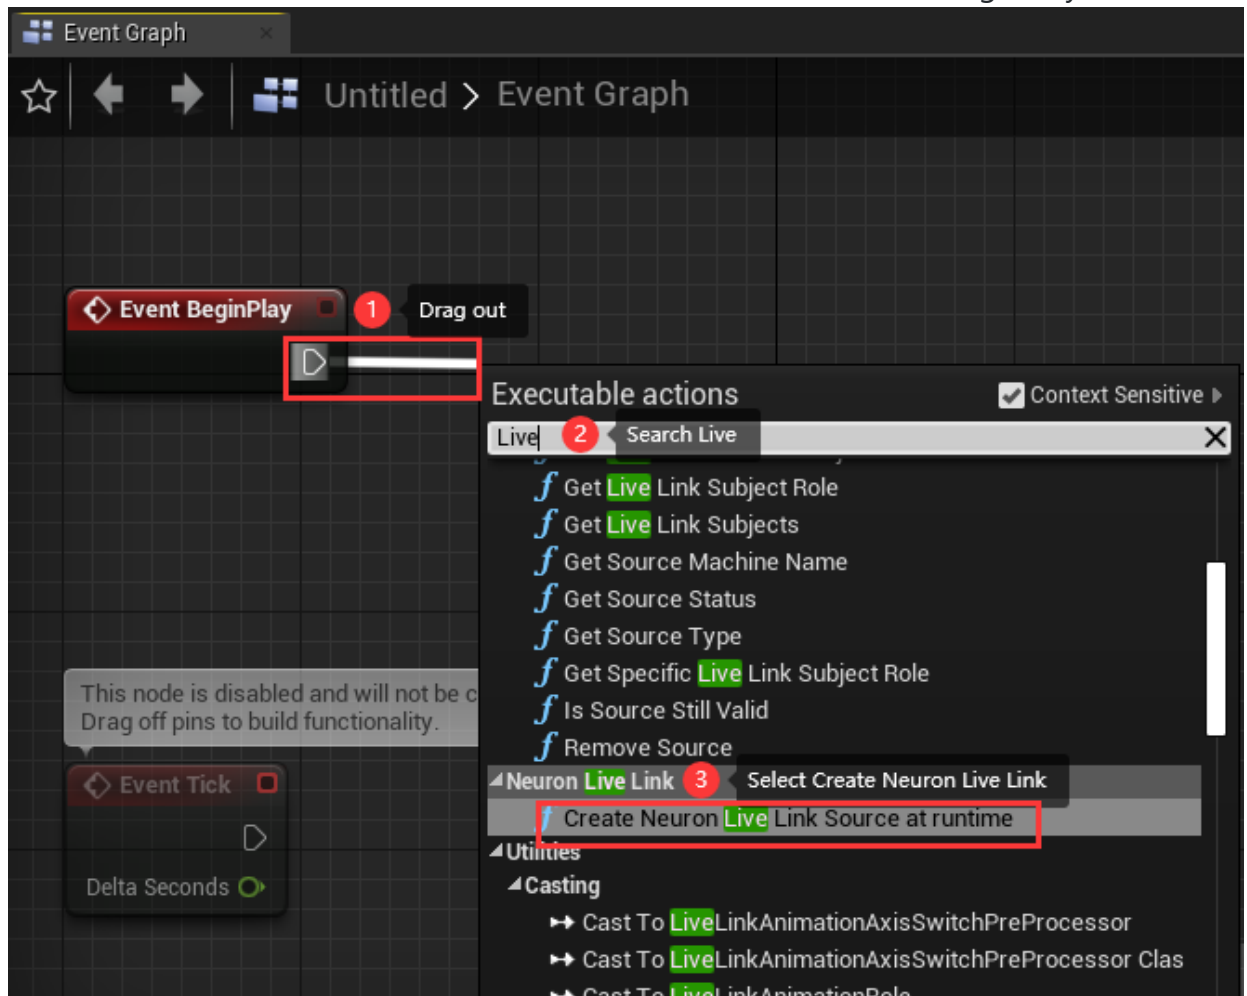 Event Graph
Untitled > Event Graph
Event BeginPlay
1
Drag out
Executable actions
Context Sensitive
Live
2
Search Live
Get Live Link Subject Role
Get Live Link Subjects
Get Source Machine Name
Get Source Status
Get Source Type
Get Specific Live Link Subject Role
Is Source Still Valid
Remove Source
Neuron Live Link
3
Select Create Neuron Live Link
Create Neuron Live Link Source at runtime
Utilities
Casting
Cast To LiveLinkAnimationAxisSwitchPreProcessor
Cast To LiveLinkAnimationAxisSwitchPreProcessor Clas
Cast To LiveLinkAnimationRole
This node is disabled and will not be c
Drag off pins to build functionality.
Event Tick
Delta Seconds